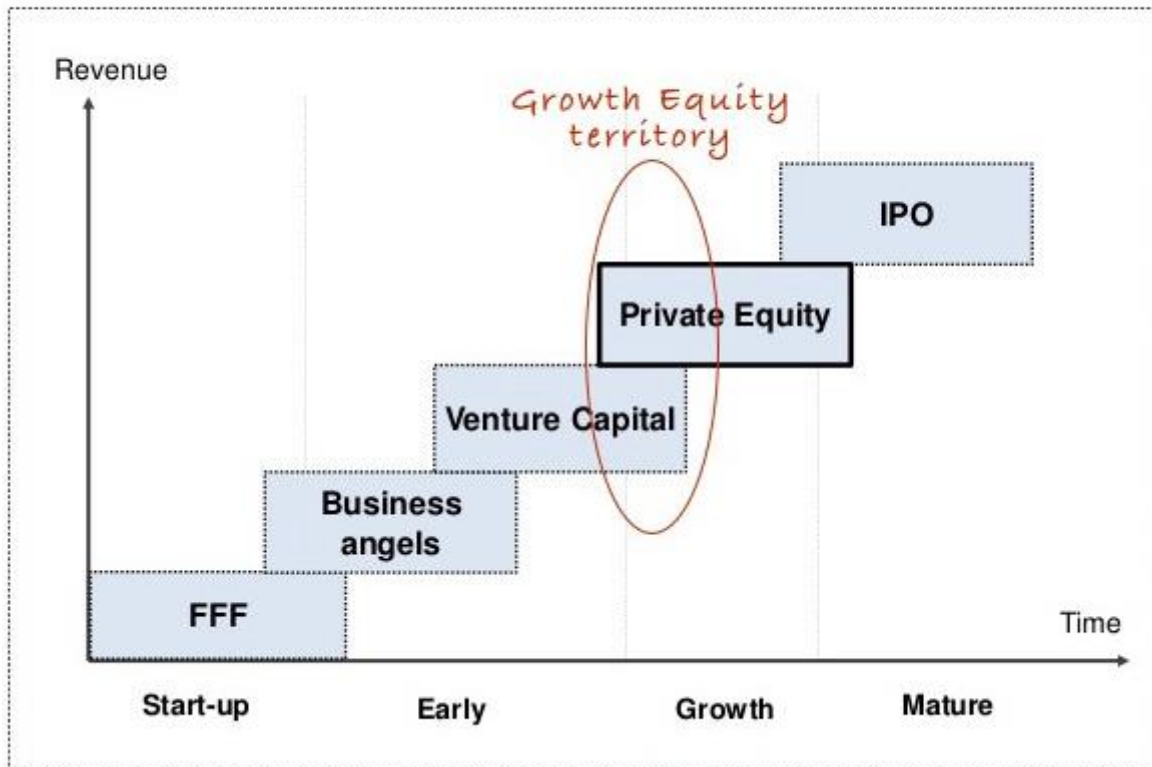 Revenue
Growth Equity
territory
IPO
Private Equity
Venture Capital
Business
angels
FFF
Time
Start-up
Early
Growth
Mature